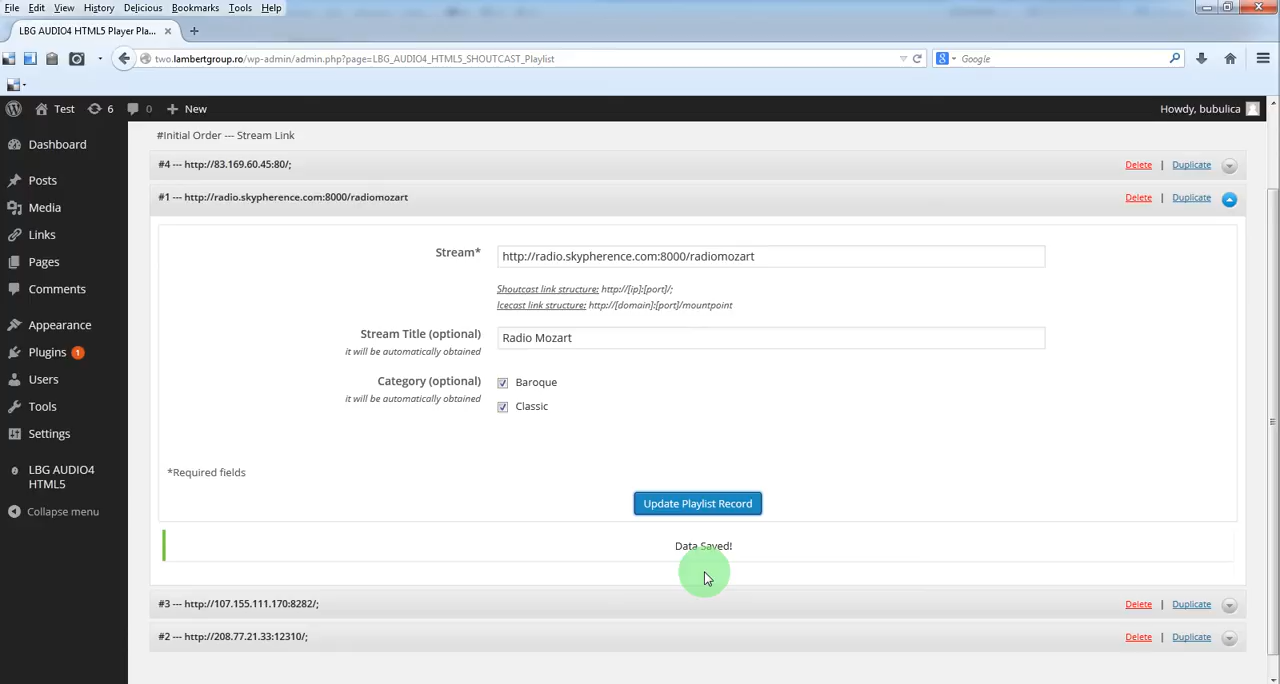 File Edit View History Delicious Bookmarks Tools Help
LBG AUDIO4 HTML5 Player Pla...
two.lambertgroup.ro/wp-admin/admin.php?page=LBG_AUDIO4_HTML5_SHOUTCAST_Playlist
Google
Test 6 0 New Howdy, bubulica
#Initial Order --- Stream Link
Dashboard
#4 --- http://83.169.60.45:80/; Delete | Duplicate
Posts
#1 --- http://radio.skypherence.com:8000/radiomozart Delete | Duplicate
Media
Links
Pages
Comments
Appearance
Plugins 1
Users
Tools
Settings
LBG AUDIO4
HTML5
Collapse menu
Stream* http://radio.skypherence.com:8000/radiomozart
Shoutcast link structure: http://[ip]:[port]/;
Icecast link structure: http://[domain]:[port]/mountpoint
Stream Title (optional) Radio Mozart
it will be automatically obtained
Category (optional) Baroque
it will be automatically obtained
Classic
*Required fields
Update Playlist Record
Data Saved!
#3 --- http://107.155.111.170:8282/; Delete | Duplicate
#2 --- http://208.77.21.33:12310/; Delete | Duplicate